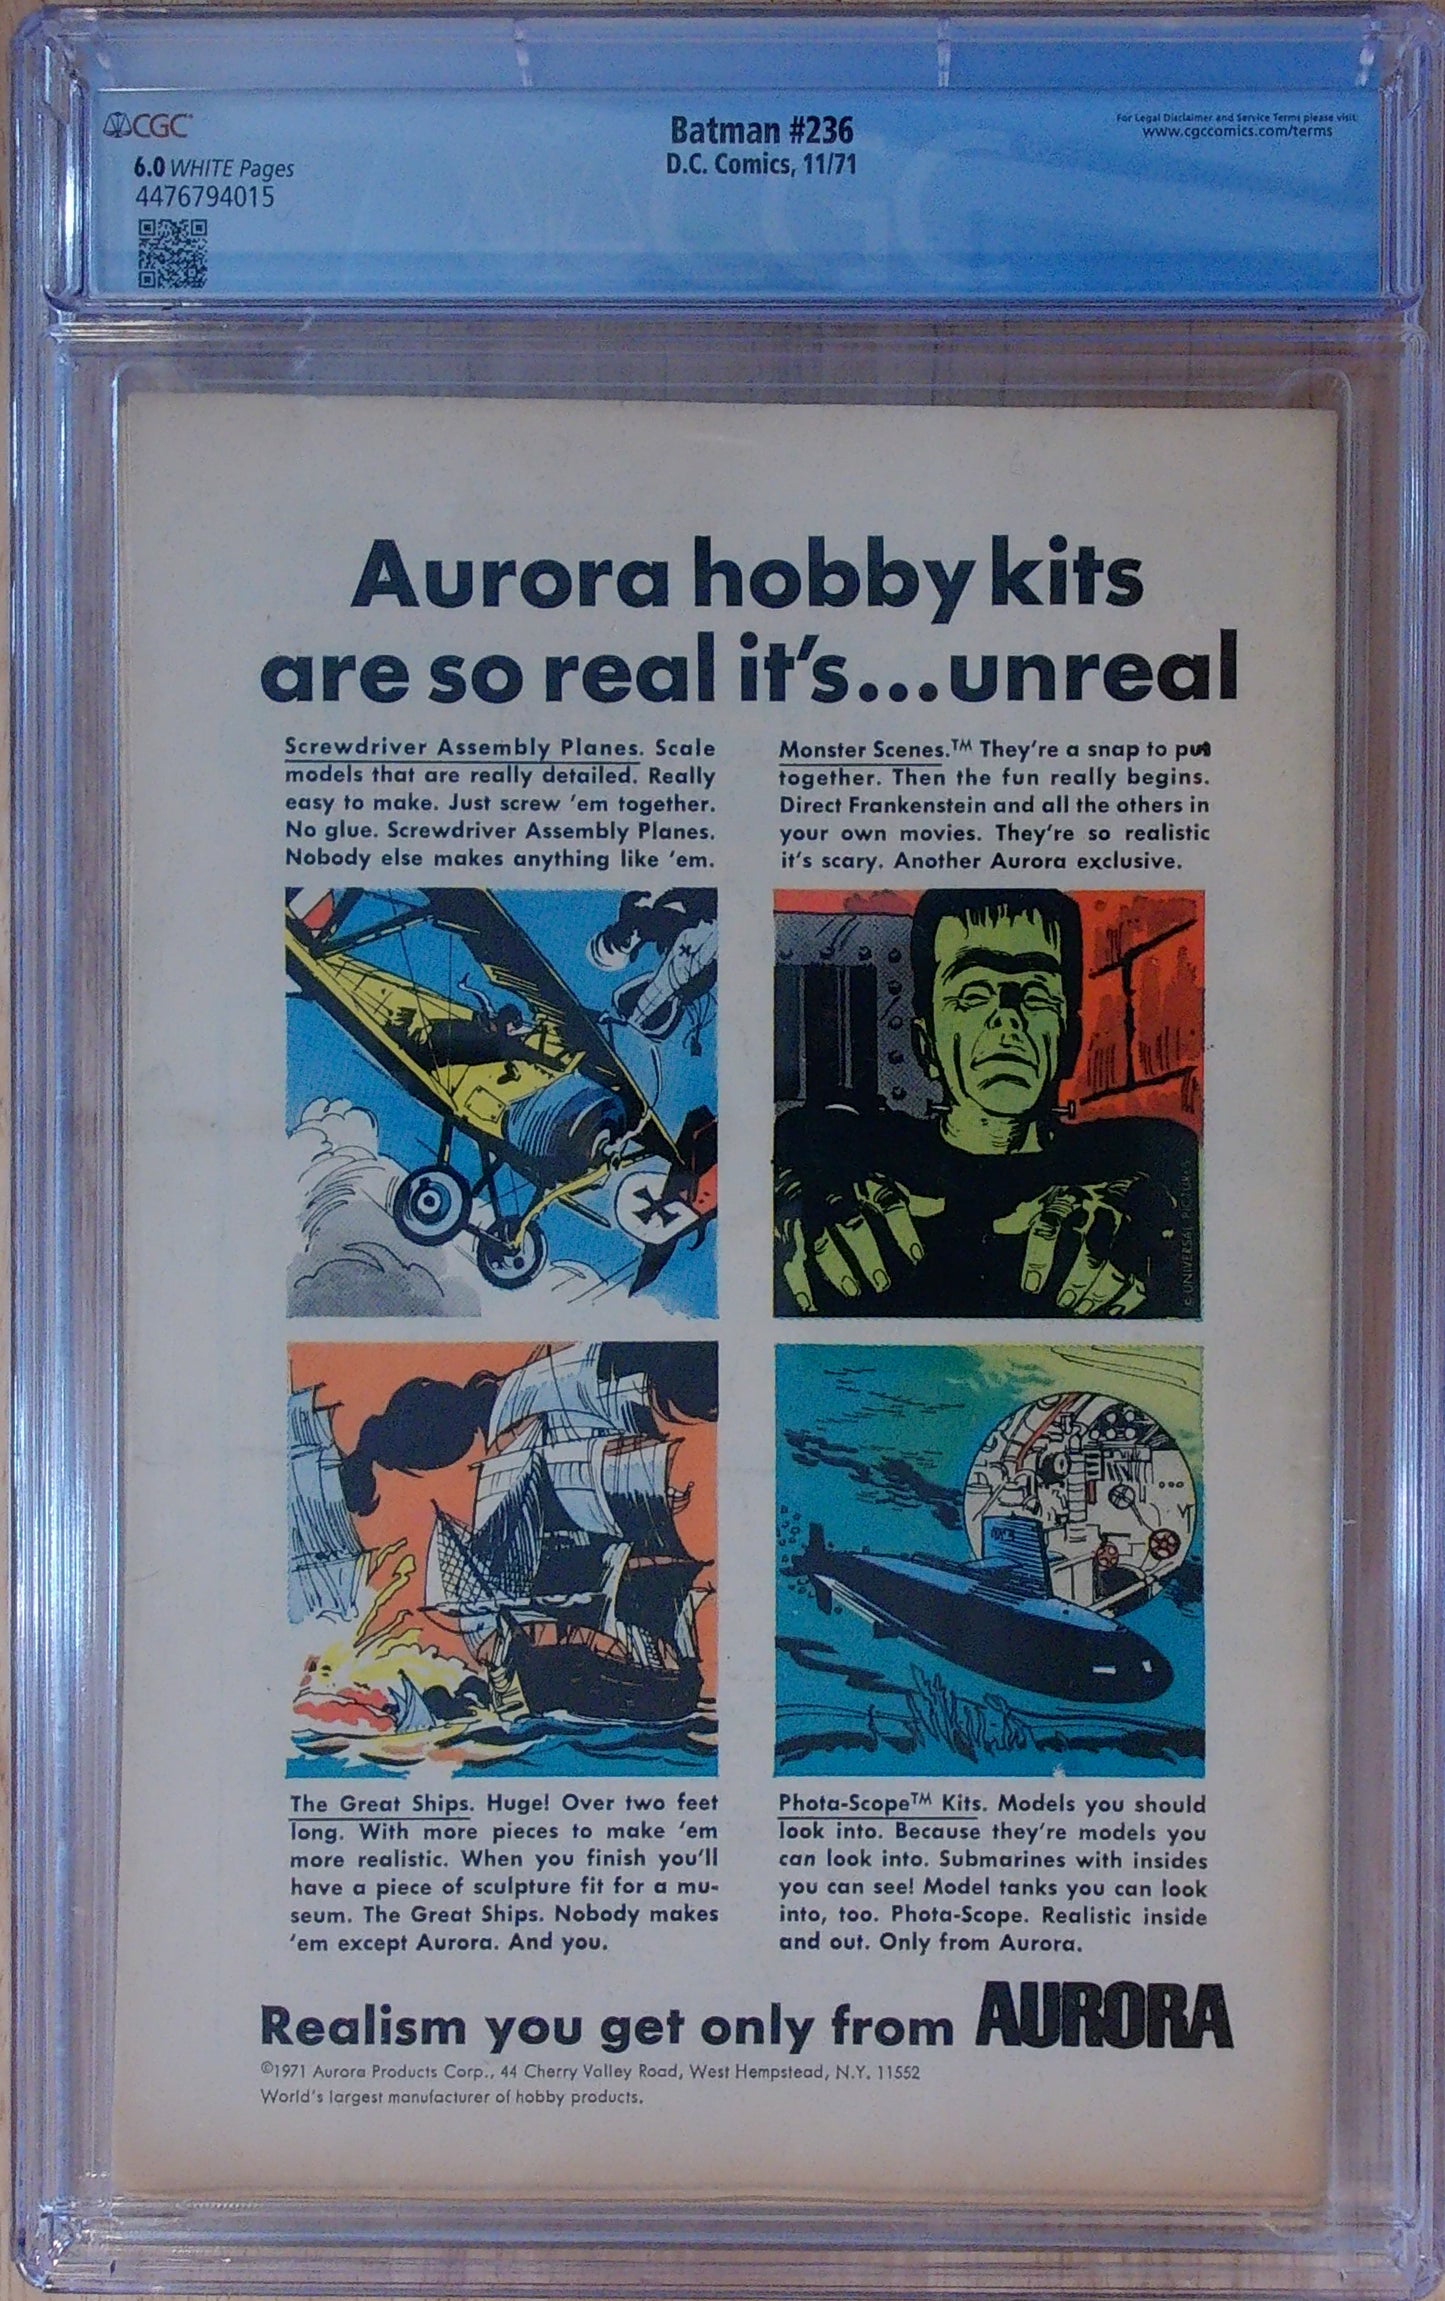 CGC
6.0 WHITE Pages
4476794015
Batman #236
D.C. Comics, 11/71
For Legal Disclaimer and Service Terms please visit
www.cgccomics.com/terms
Aurora hobby kits
are so real it's...unreal
Screwdriver Assembly Planes. Scale
models that are really detailed. Really
easy to make. Just screw 'em together.
No glue. Screwdriver Assembly Planes.
Nobody else makes anything like 'em.
Monster Scenes.™ They're a snap to put
together. Then the fun really begins.
Direct Frankenstein and all the others in
your own movies. They're so realistic
it's scary. Another Aurora exclusive.
© UNIVERSAL PICTURES
The Great Ships. Huge! Over two feet
long. With more pieces to make 'em
more realistic. When you finish you'll
have a piece of sculpture fit for a mu-
seum. The Great Ships. Nobody makes
'em except Aurora. And you.
Phota-Scope™ Kits. Models you should
look into. Because they're models you
can look into. Submarines with insides
you can see! Model tanks you can look
into, too. Phota-Scope. Realistic inside
and out. Only from Aurora.
Realism you get only from AURORA
©1971 Aurora Products Corp., 44 Cherry Valley Road, West Hempstead, N.Y. 11552
World's largest manufacturer of hobby products.